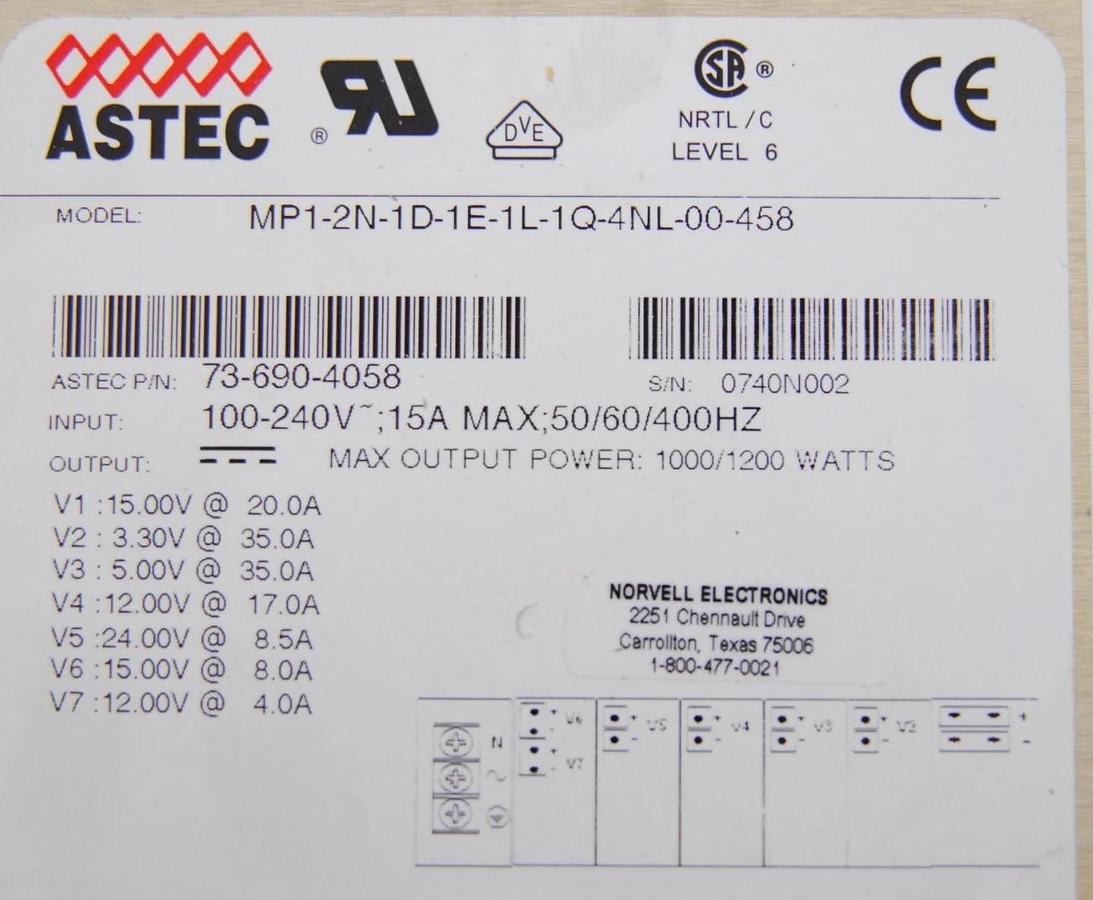 ASTEC
® DVE
SA ®
NRTL /C
LEVEL 6
CE
MODEL: MP1-2N-1D-1E-1L-1Q-4NL-00-458
ASTEC P/N: 73-690-4058 S/N: 0740N002
INPUT: 100-240V~;15A MAX;50/60/400HZ
OUTPUT: MAX OUTPUT POWER: 1000/1200 WATTS
V1 :15.00V @ 20.0A
V2 : 3.30V @ 35.0A
V3 : 5.00V @ 35.0A
V4 :12.00V @ 17.0A
V5 :24.00V @ 8.5A
V6 :15.00V @ 8.0A
V7 :12.00V @ 4.0A
NORVELL ELECTRONICS
2251 Chennault Drive
Carrollton, Texas 75006
1-800-477-0021
N + - V6 + - V5 + - V4 + - V3 + - V2 + -
~ + - V7